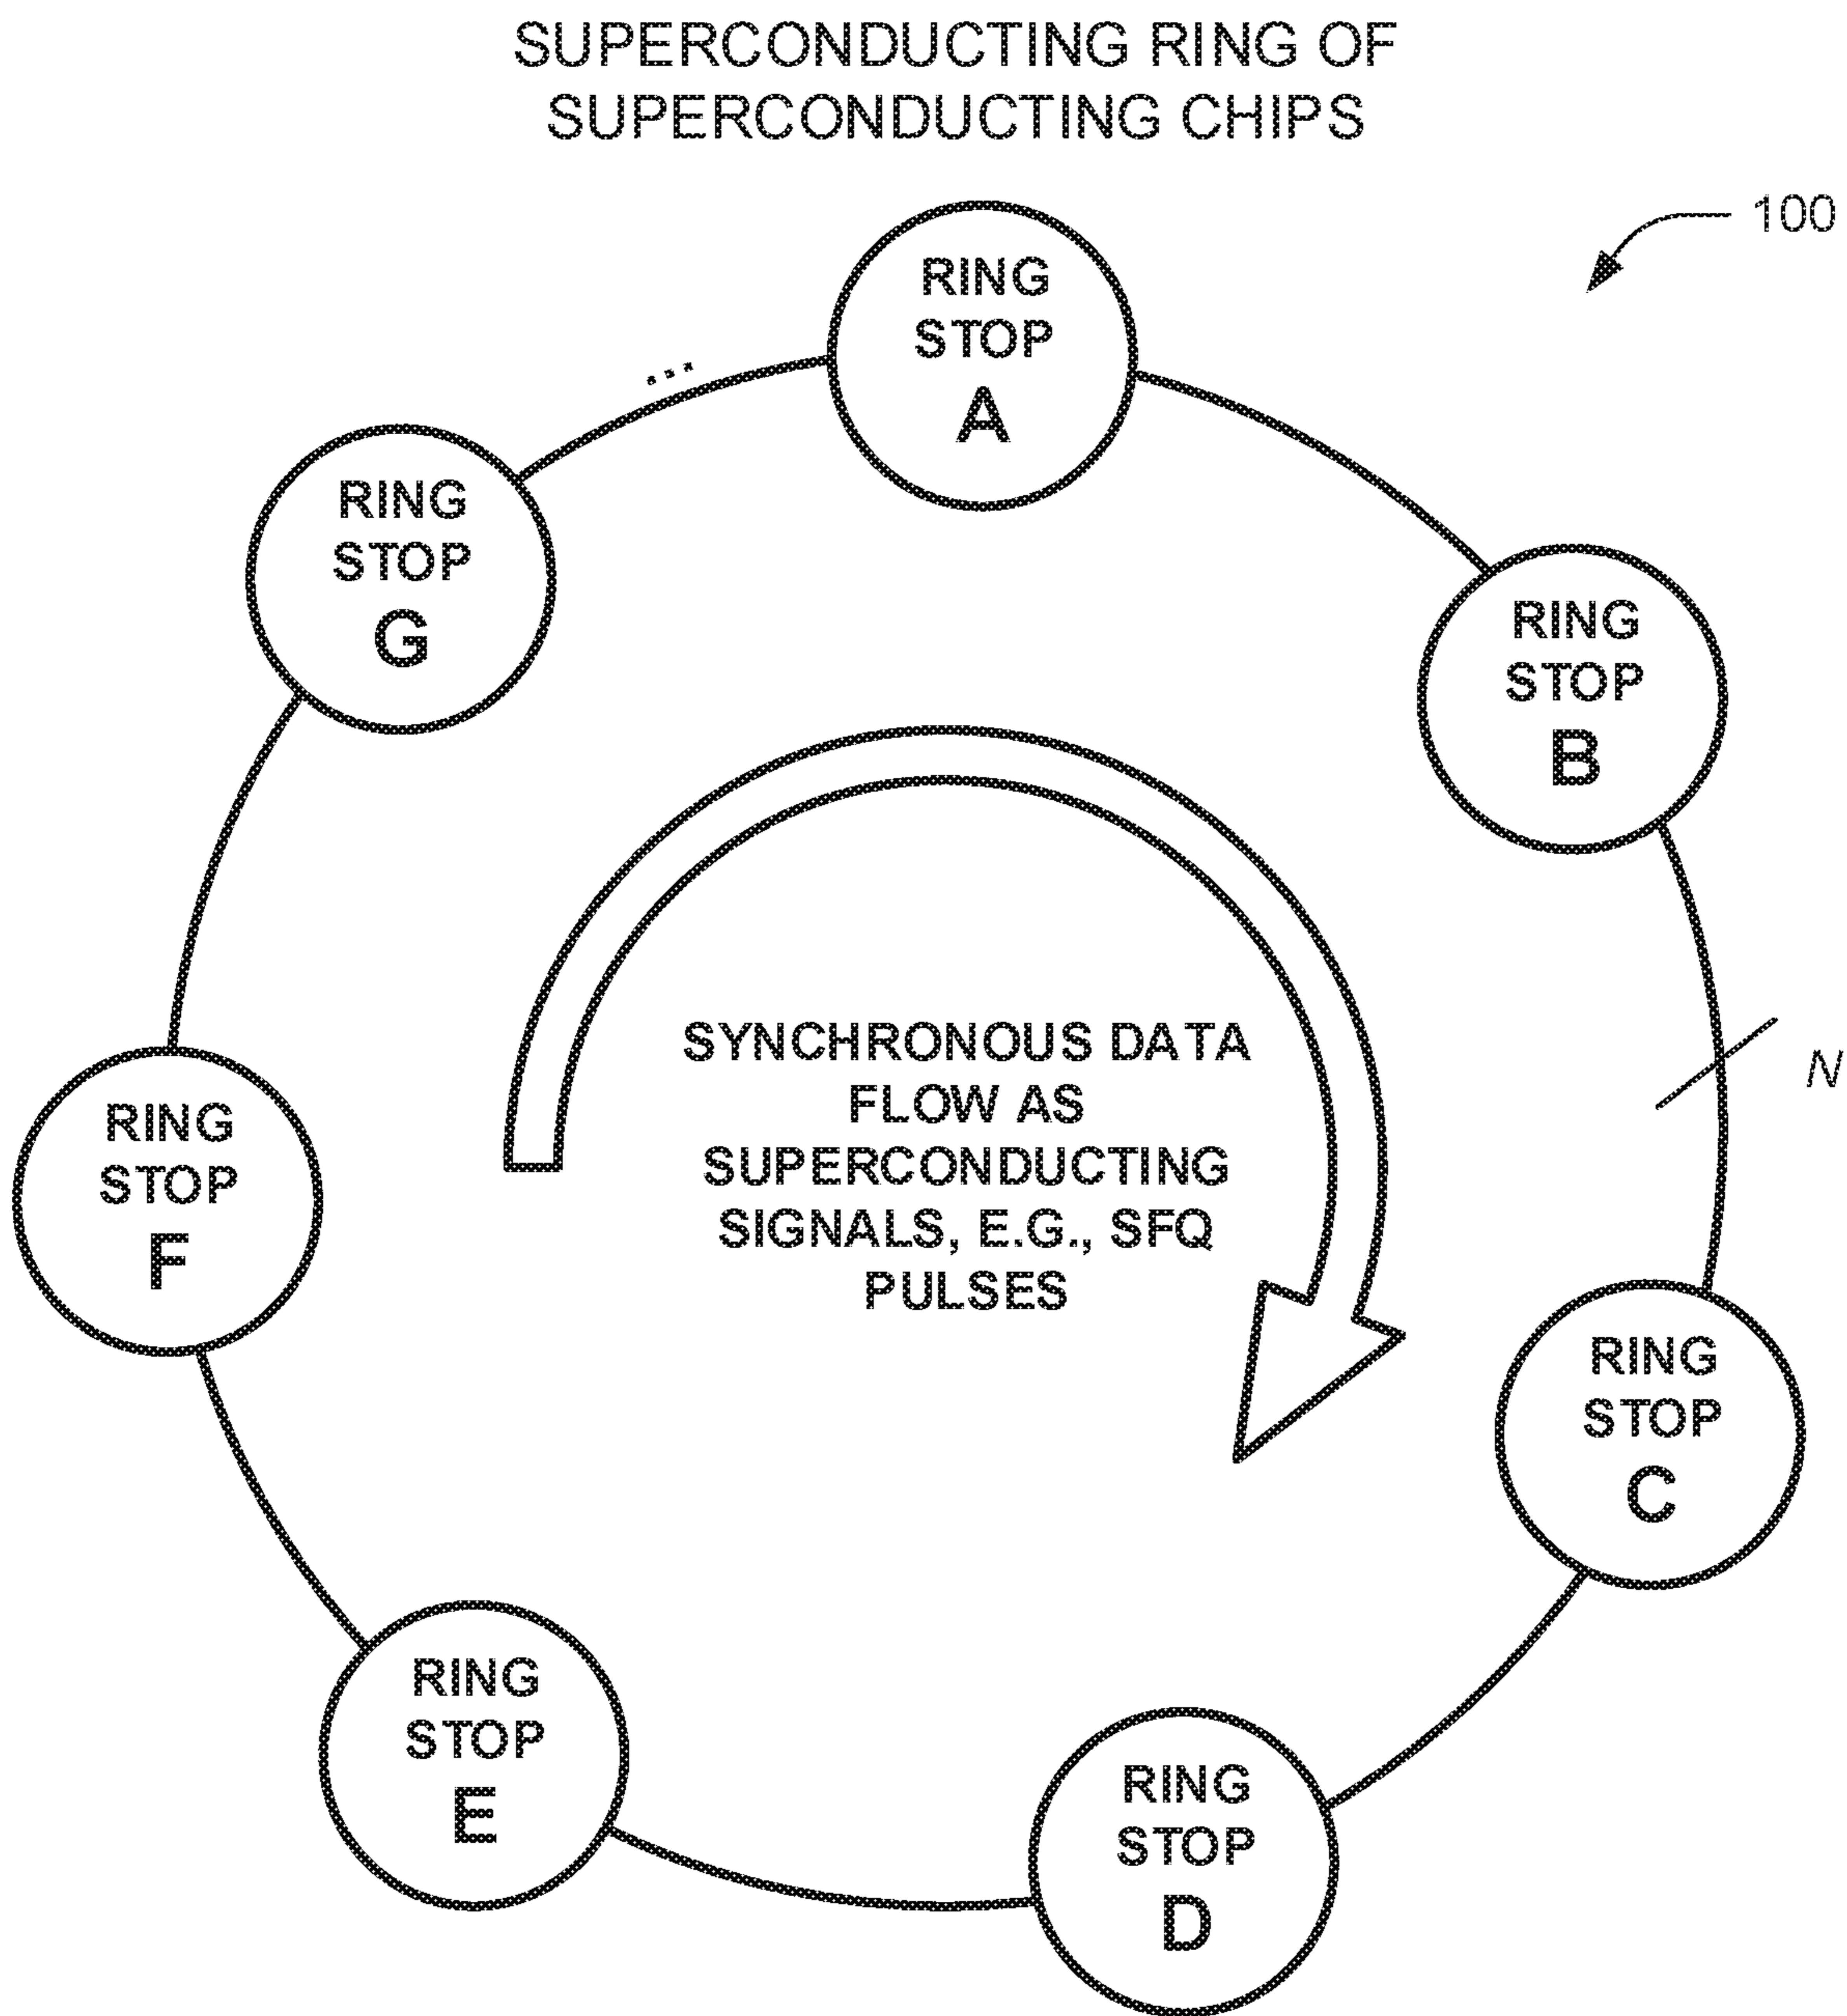 SUPERCONDUCTING RING OF
SUPERCONDUCTING CHIPS
100
RING
STOP
A
...
RING
STOP
G
RING
STOP
B
SYNCHRONOUS DATA
FLOW AS
SUPERCONDUCTING
SIGNALS, E.G., SFQ
PULSES
N
RING
STOP
F
RING
STOP
C
RING
STOP
E
RING
STOP
D